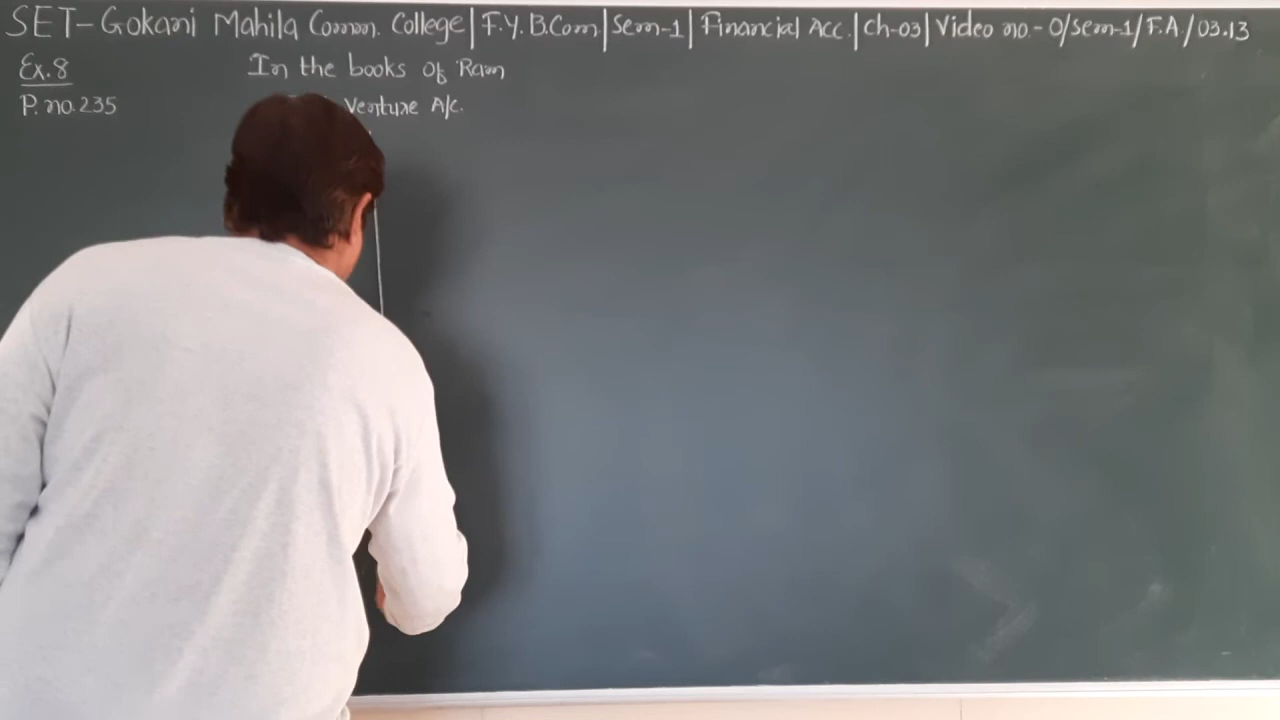 SET-Gokani Mahila Comm. College | F.Y. B.Com | Sem-1 | Financial Acc. | Ch-03 | Video no.- 0/Sem-1/F.A./03.13
Ex.8
In the books of Ram
P. no. 235
Venture A/c.